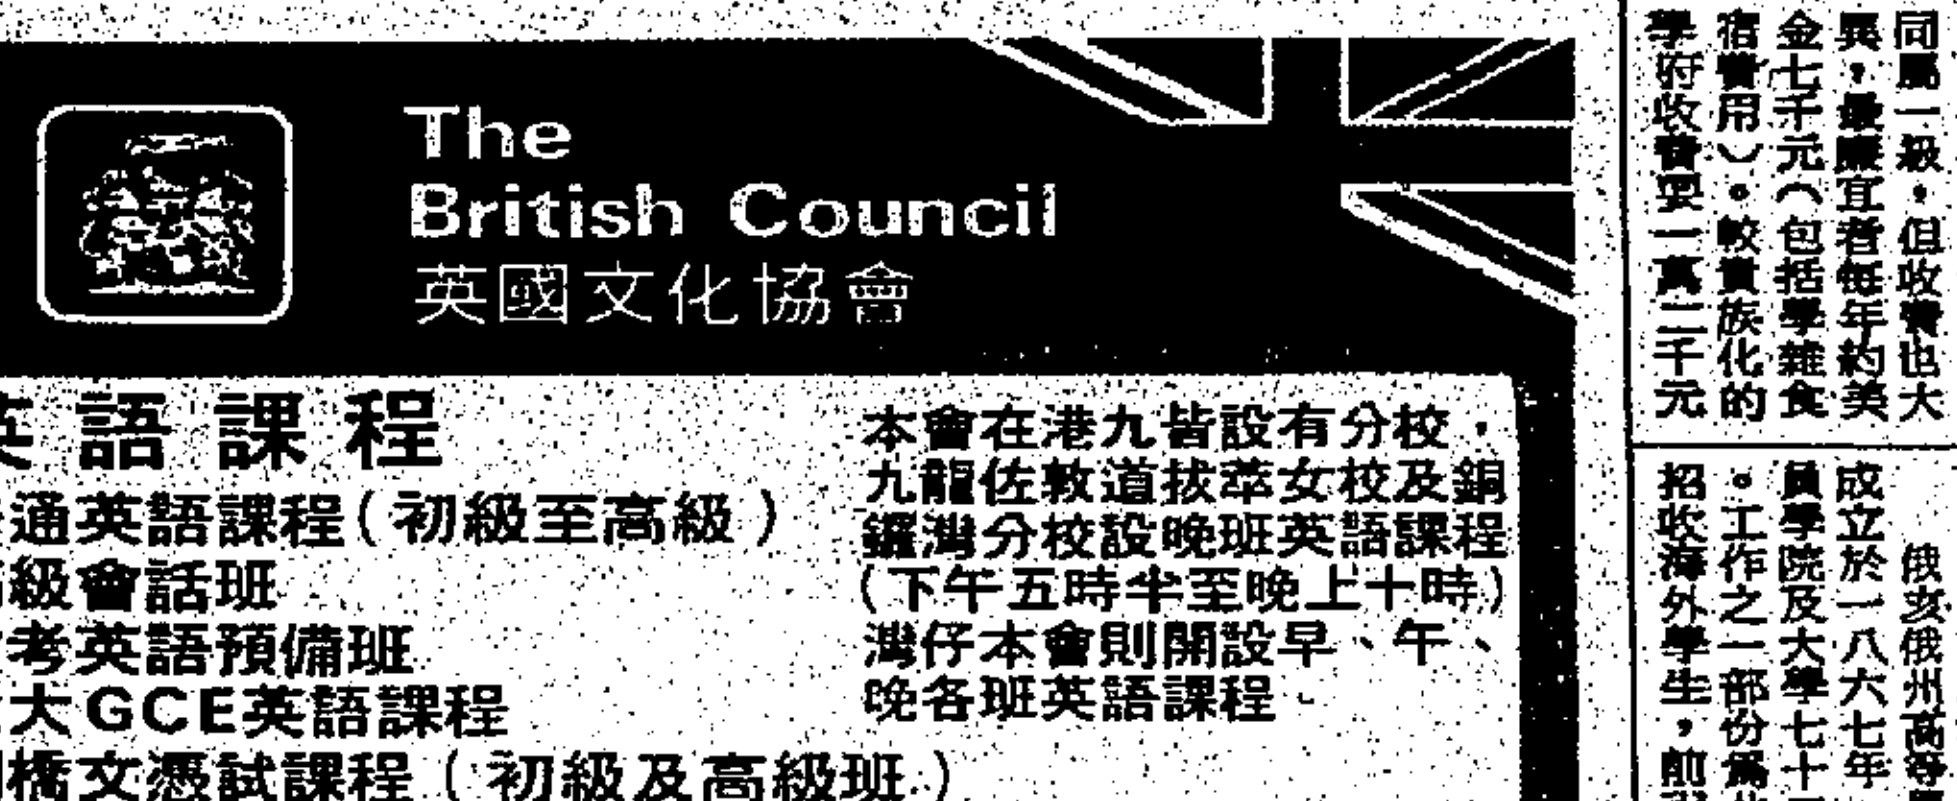 The
British Council
英國文化協會
語課程
通英語課程(初級至高級)
級會話班
考英語預備班
大GCE英語課程
橋文憑試課程(初級及高級班)
本會在港九皆設有分校,
九龍佐敦道拔萃女校及銅
鑼灣分校設晚班英語課程
(下午五時半至晚上十時)
灣仔本會則開設早、午、
晚各班英語課程。
同屬一級,但收費也大
異,最廉宜者每年約美
金七千元(包括學雜食
宿費用)。較貴族化的
學府收費要一萬二千元
俄亥俄州高等
成立於一八六七年
學院及大學七十
。工作之一部份為
招收海外學生,前